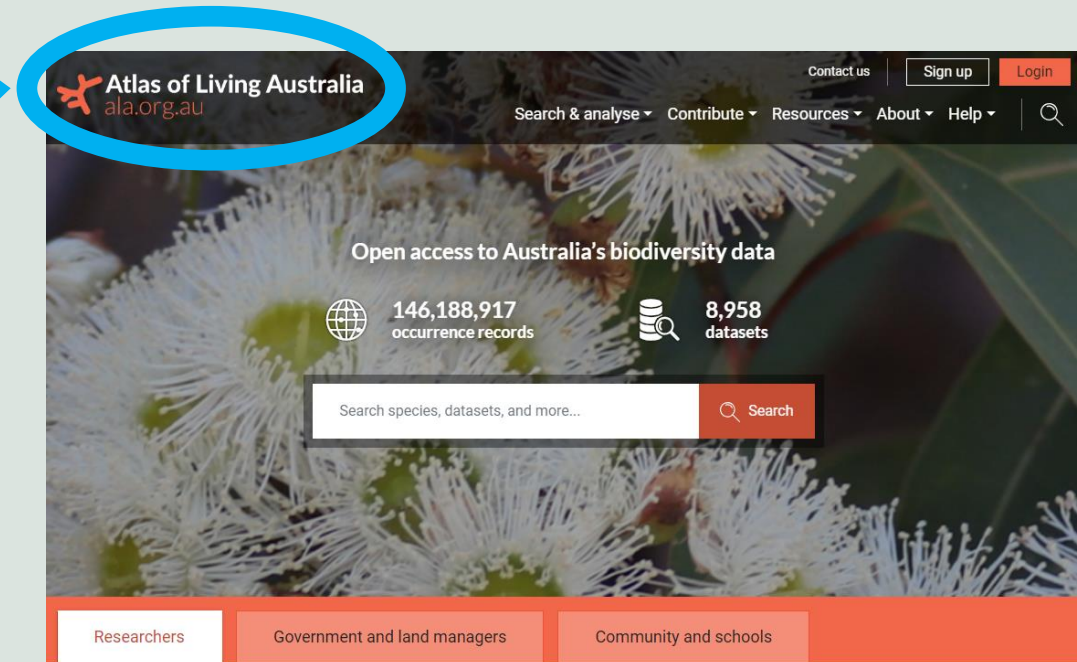 Atlas of Living Australia
ala.org.au
Contact us
Sign up
Login
Search & analyse
Contribute
Resources
About
Help
Open access to Australia's biodiversity data
146,188,917
occurrence records
8,958
datasets
Search species, datasets, and more...
Search
Researchers
Government and land managers
Community and schools